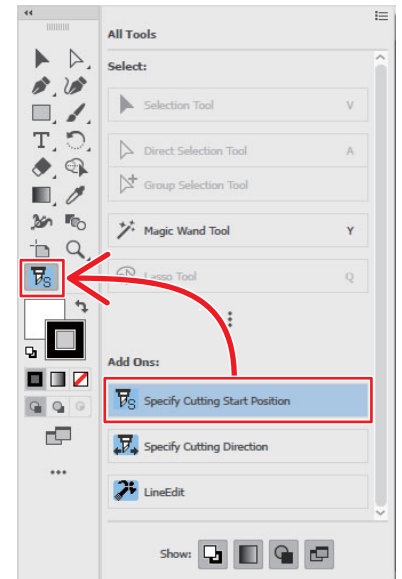 All Tools
Select:
Selection Tool V
Direct Selection Tool A
Group Selection Tool
Magic Wand Tool Y
Lasso Tool Q
Add Ons:
S Specify Cutting Start Position
Specify Cutting Direction
LineEdit
Show: